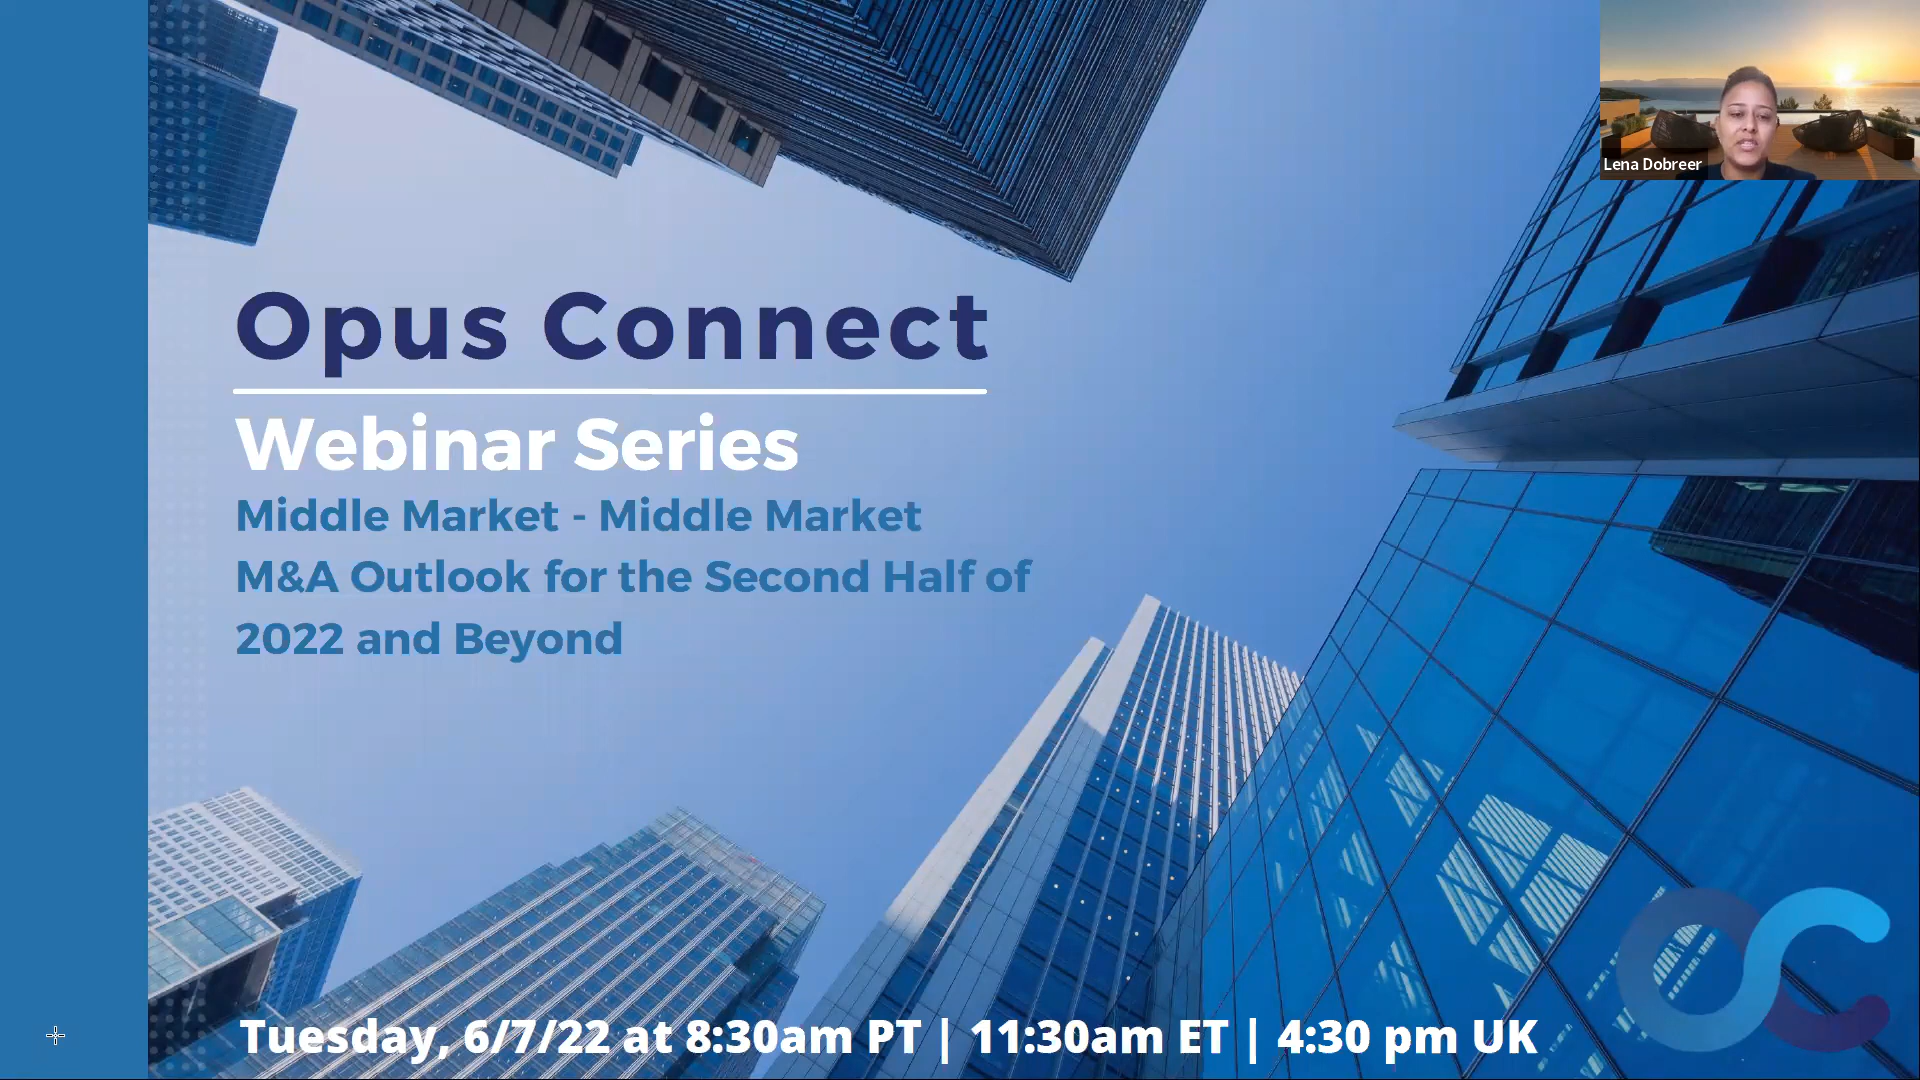 Lena Dobreer
Opus Connect
Webinar Series
Middle Market - Middle Market
M&A Outlook for the Second Half of
2022 and Beyond
Tuesday, 6/7/22 at 8:30am PT | 11:30am ET | 4:30 pm UK